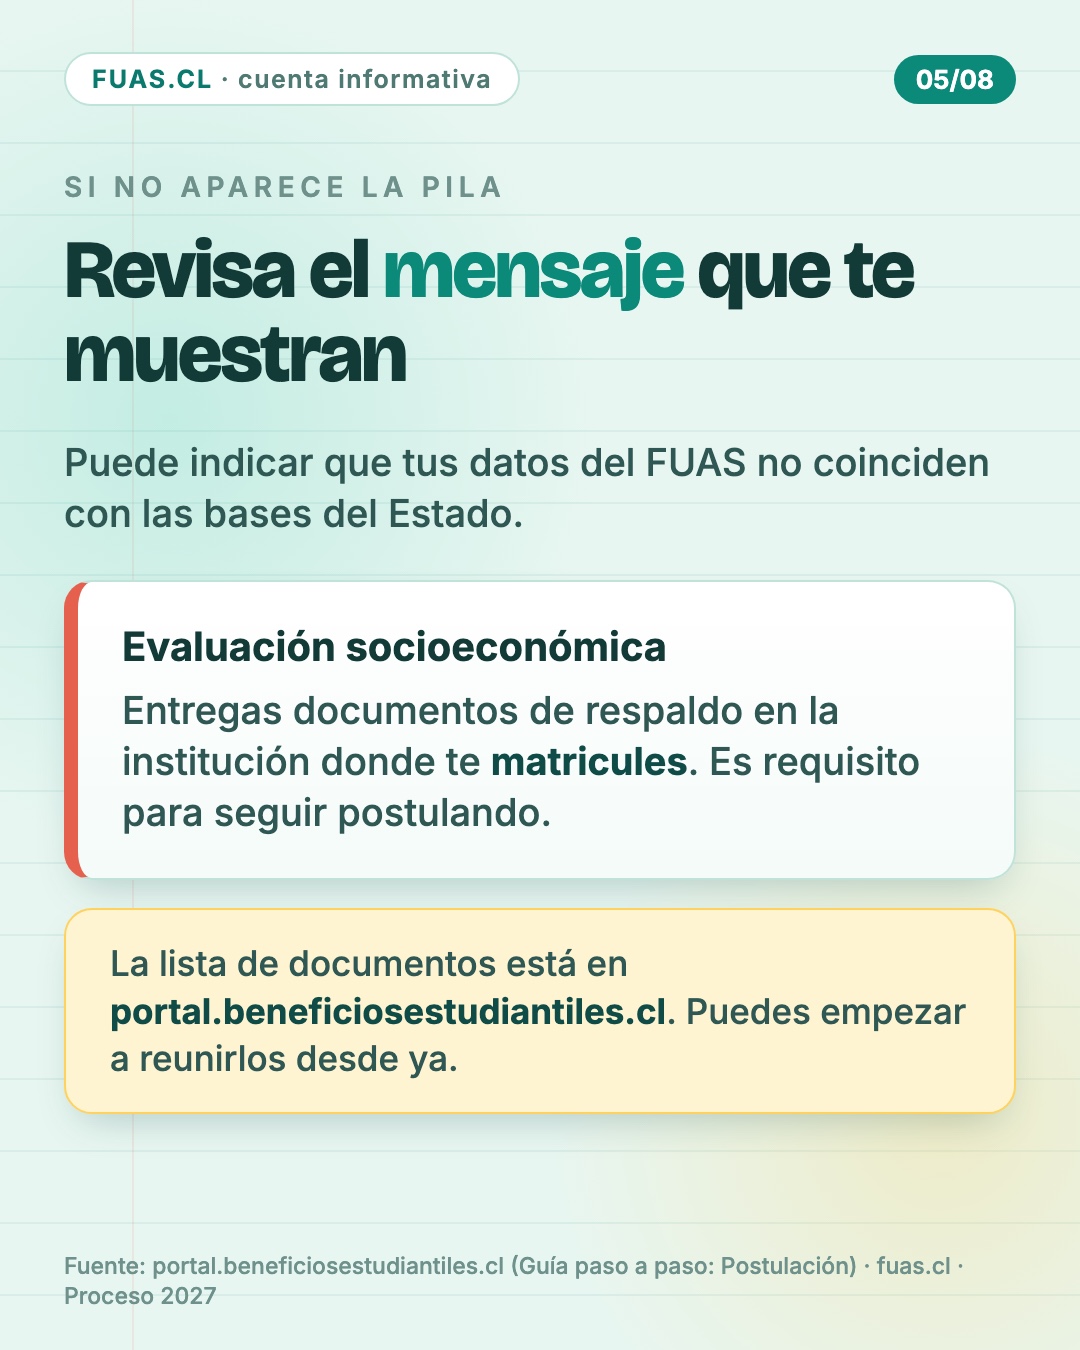 FUAS.CL · cuenta informativa
05/08
SI NO APARECE LA PILA
Revisa el mensaje que te
muestran
Puede indicar que tus datos del FUAS no coinciden
con las bases del Estado.
Evaluación socioeconómica
Entregas documentos de respaldo en la
institución donde te matricules. Es requisito
para seguir postulando.
La lista de documentos está en
portal.beneficiosestudiantiles.cl. Puedes empezar
a reunirlos desde ya.
Fuente: portal.beneficiosestudiantiles.cl (Guía paso a paso: Postulación) · fuas.cl ·
Proceso 2027